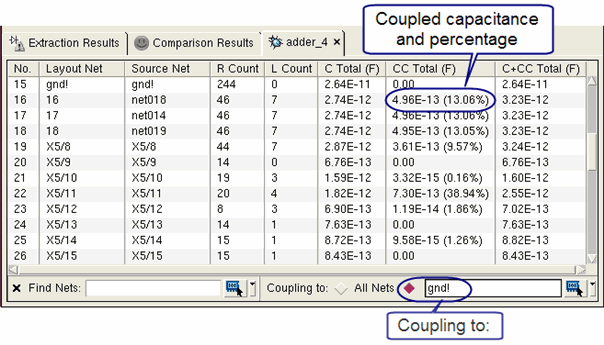 Coupled capacitance
and percentage
Extraction Results Comparison Results adder_4
No. Layout Net Source Net R Count L Count C Total (F) CC Total (F) C+CC Total (F)
15 gnd! gnd! 244 0 2.64E-11 0.00 2.64E-11
16 16 net018 46 7 2.74E-12 4.96E-13 (13.06%) 3.23E-12
17 17 net014 46 7 2.74E-12 4.96E-13 (13.06%) 3.23E-12
18 18 net019 46 7 2.74E-12 4.95E-13 (13.05%) 3.23E-12
19 X5/8 X5/8 44 7 2.87E-12 3.61E-13 (9.57%) 3.24E-12
20 X5/9 X5/9 14 0 6.76E-13 0.00 6.76E-13
21 X5/10 X5/10 19 3 1.59E-12 3.32E-15 (0.16%) 1.60E-12
22 X5/11 X5/11 20 4 1.82E-12 7.30E-13 (38.94%) 2.55E-12
23 X5/12 X5/12 8 3 6.90E-13 1.19E-14 (1.86%) 7.02E-13
24 X5/13 X5/13 14 1 7.63E-13 0.00 7.63E-13
25 X5/14 X5/14 15 1 8.72E-13 9.58E-15 (1.26%) 8.82E-13
26 X5/15 X5/15 15 1 8.43E-13 0.00 8.43E-13
Find Nets: Coupling to: All Nets gnd!
Coupling to: